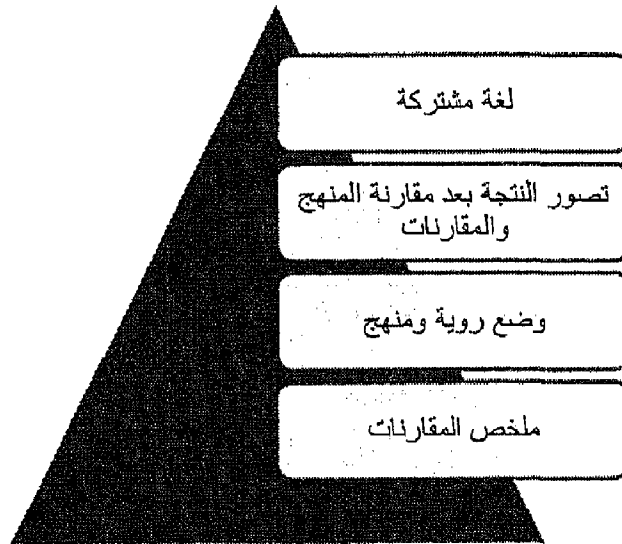 لغة مشتركة
تصور النتجة بعد مقارنة المنهج
والمقارنات
وضع روية ومنهج
ملخص المقارنات